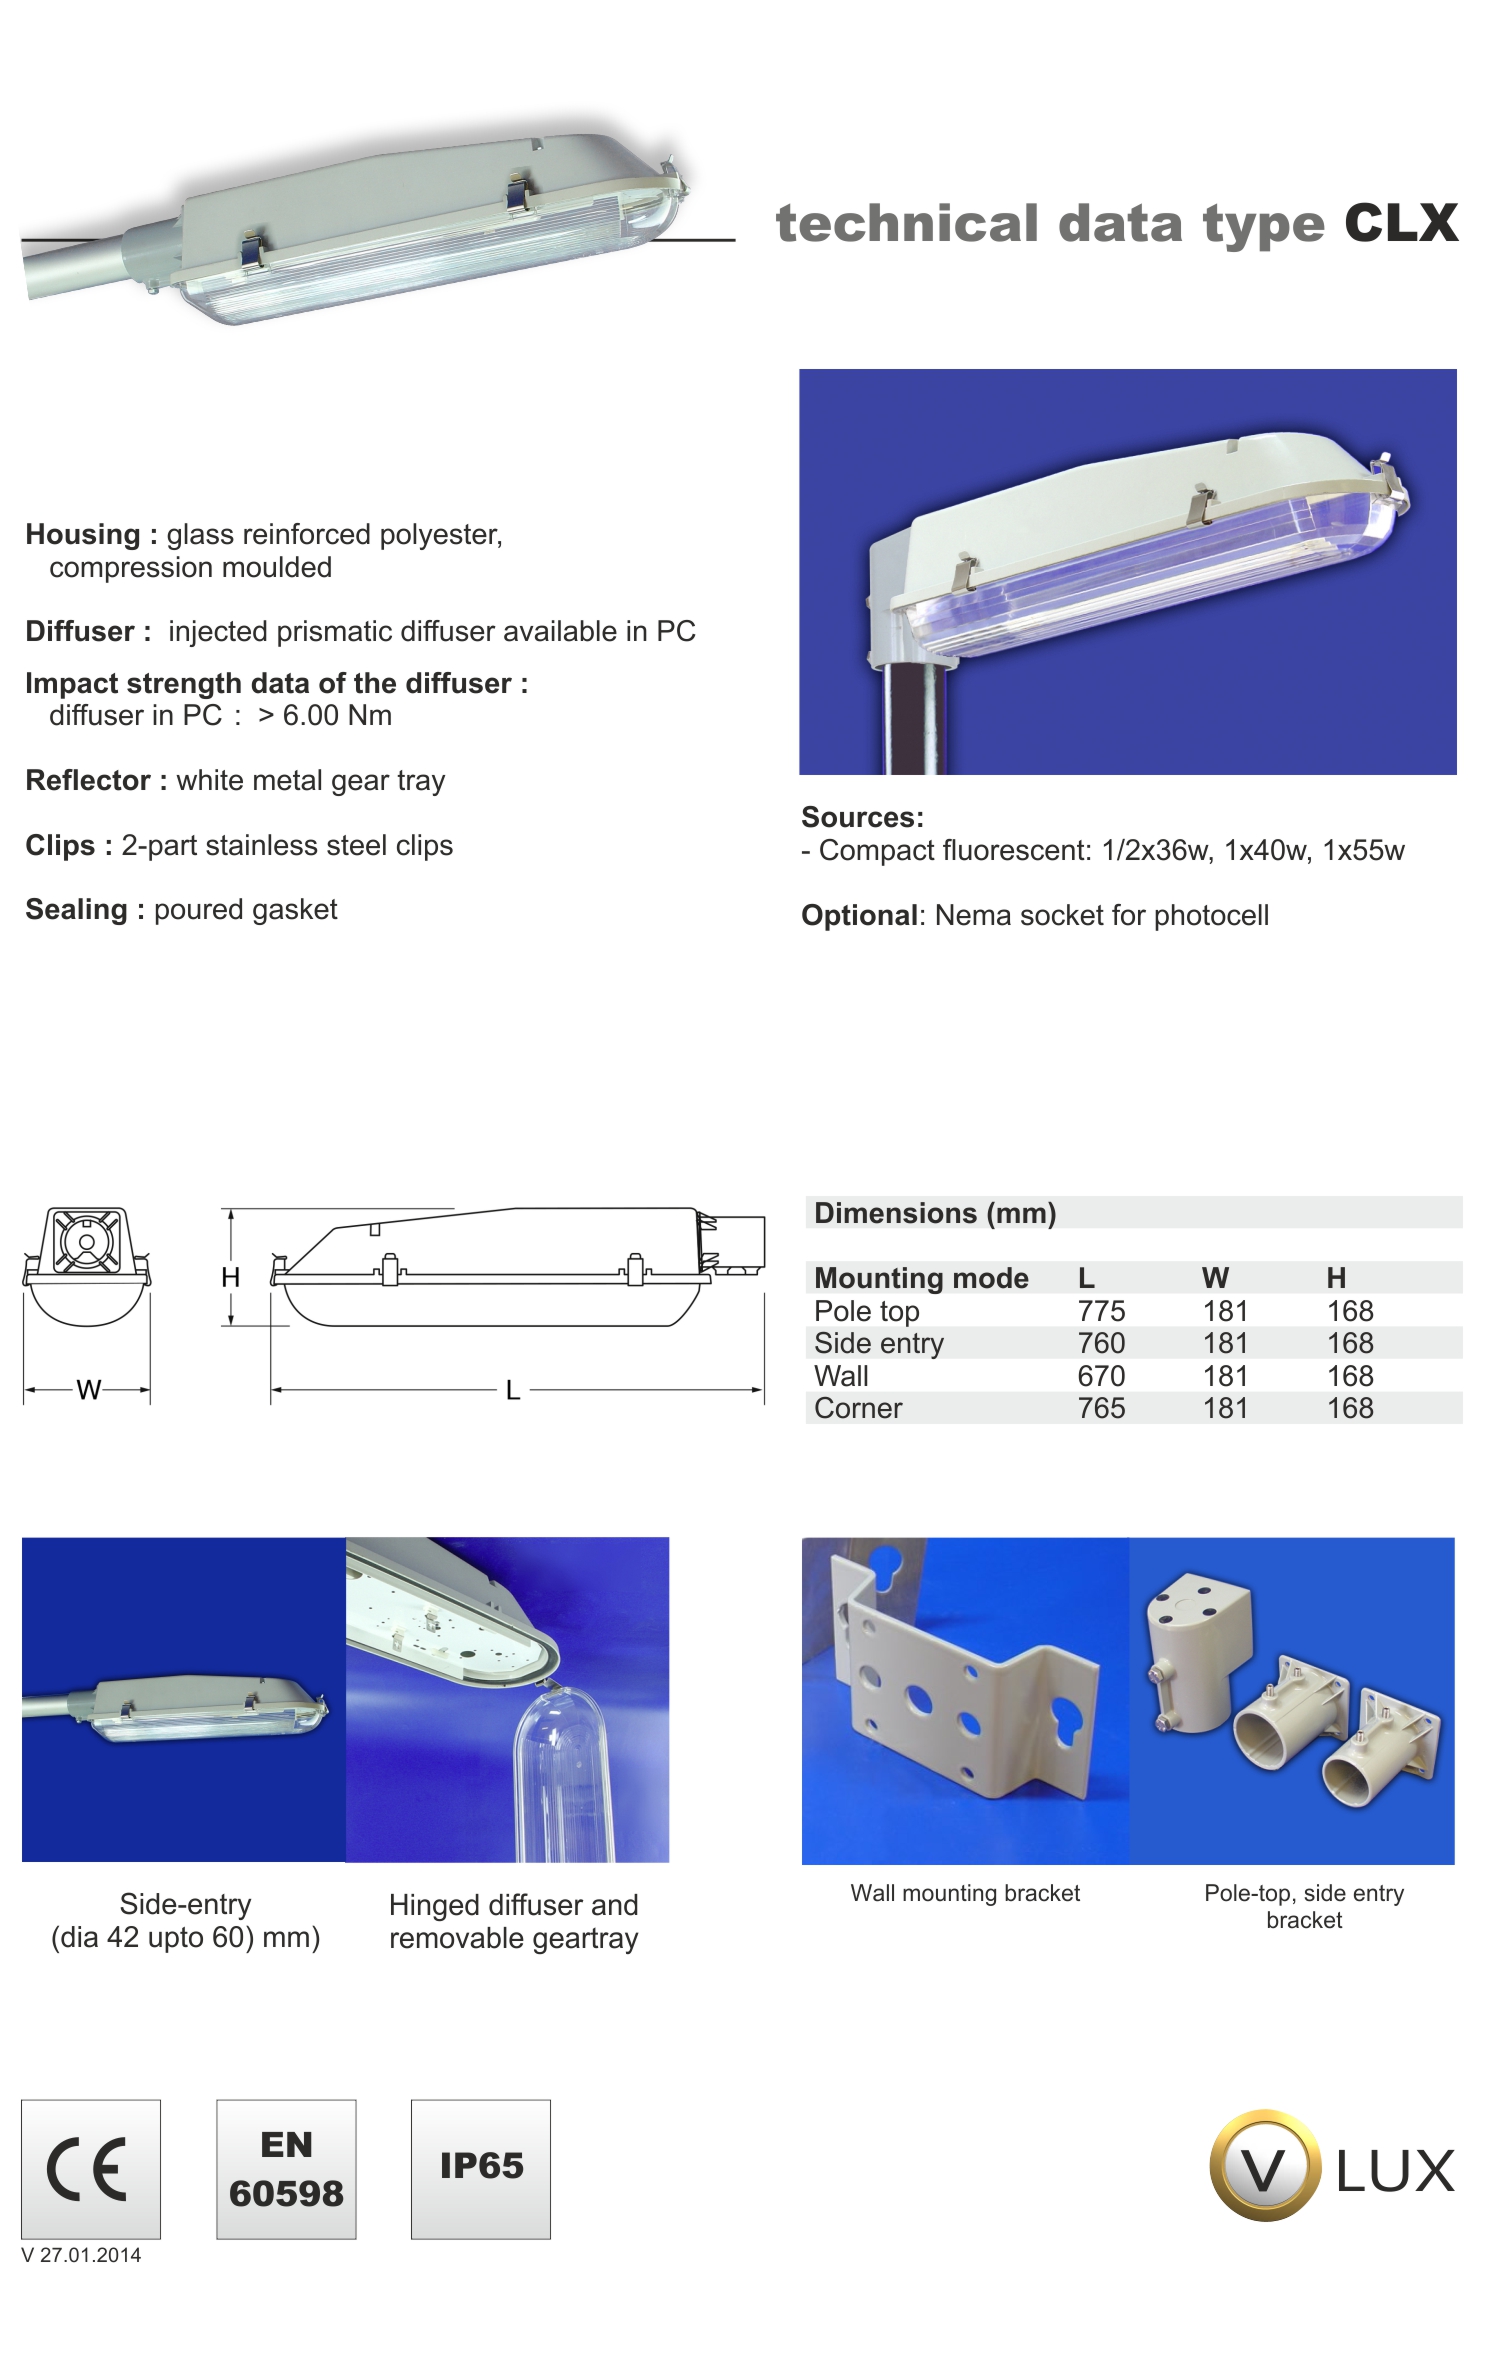 technical data type CLX
Housing : glass reinforced polyester,
compression moulded
Diffuser : injected prismatic diffuser available in PC
Impact strength data of the diffuser :
diffuser in PC : > 6.00 Nm
Reflector : white metal gear tray
Clips : 2-part stainless steel clips
Sealing : poured gasket
Sources:
- Compact fluorescent: 1/2x36w, 1x40w, 1x55w
Optional: Nema socket for photocell
H
W
L
Dimensions (mm)
Mounting mode L W H
Pole top 775 181 168
Side entry 760 181 168
Wall 670 181 168
Corner 765 181 168
Side-entry
(dia 42 upto 60) mm)
Hinged diffuser and
removable geartray
Wall mounting bracket
Pole-top, side entry
bracket
CE
EN
60598
IP65
V 27.01.2014
V LUX